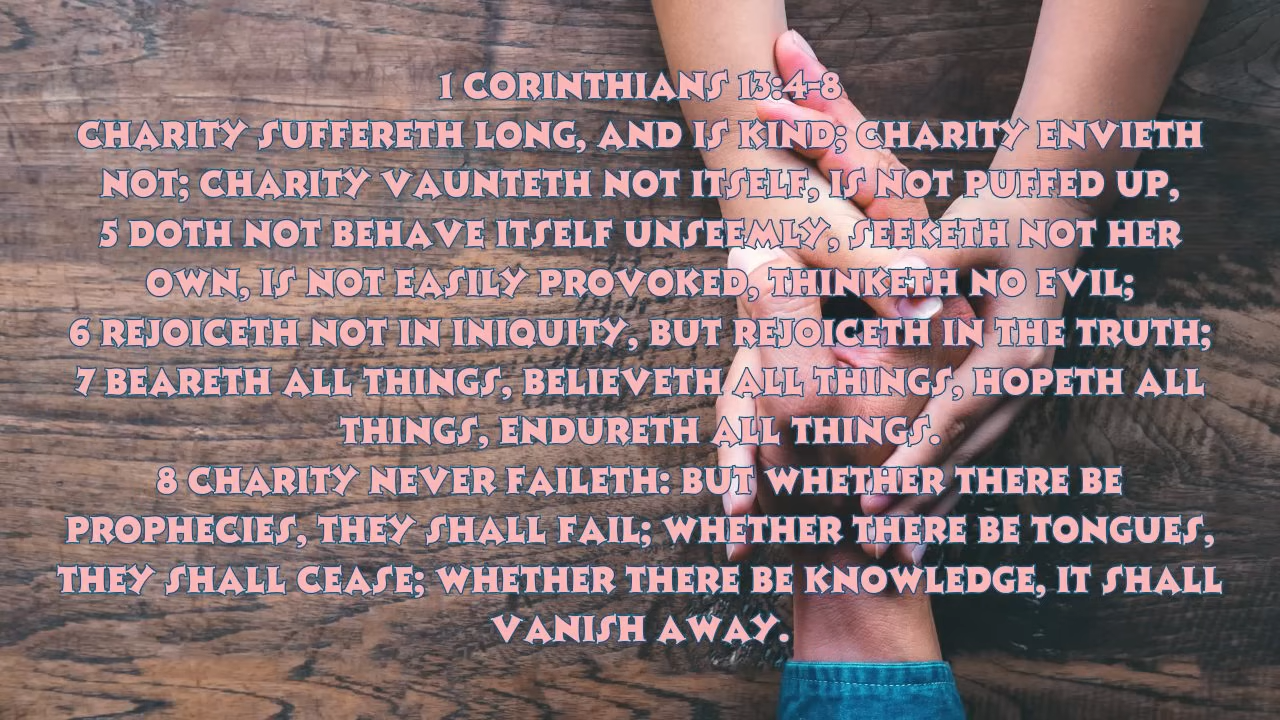 1 CORINTHIANS 13:4-8
CHARITY SUFFERETH LONG, AND IS KIND; CHARITY ENVIETH
NOT; CHARITY VAUNTETH NOT ITSELF, IS NOT PUFFED UP,
5 DOTH NOT BEHAVE ITSELF UNSEEMLY, SEEKETH NOT HER
OWN, IS NOT EASILY PROVOKED, THINKETH NO EVIL;
6 REJOICETH NOT IN INIQUITY, BUT REJOICETH IN THE TRUTH;
7 BEARETH ALL THINGS, BELIEVETH ALL THINGS, HOPETH ALL
THINGS, ENDURETH ALL THINGS.
8 CHARITY NEVER FAILETH: BUT WHETHER THERE BE
PROPHECIES, THEY SHALL FAIL; WHETHER THERE BE TONGUES,
THEY SHALL CEASE; WHETHER THERE BE KNOWLEDGE, IT SHALL
VANISH AWAY.